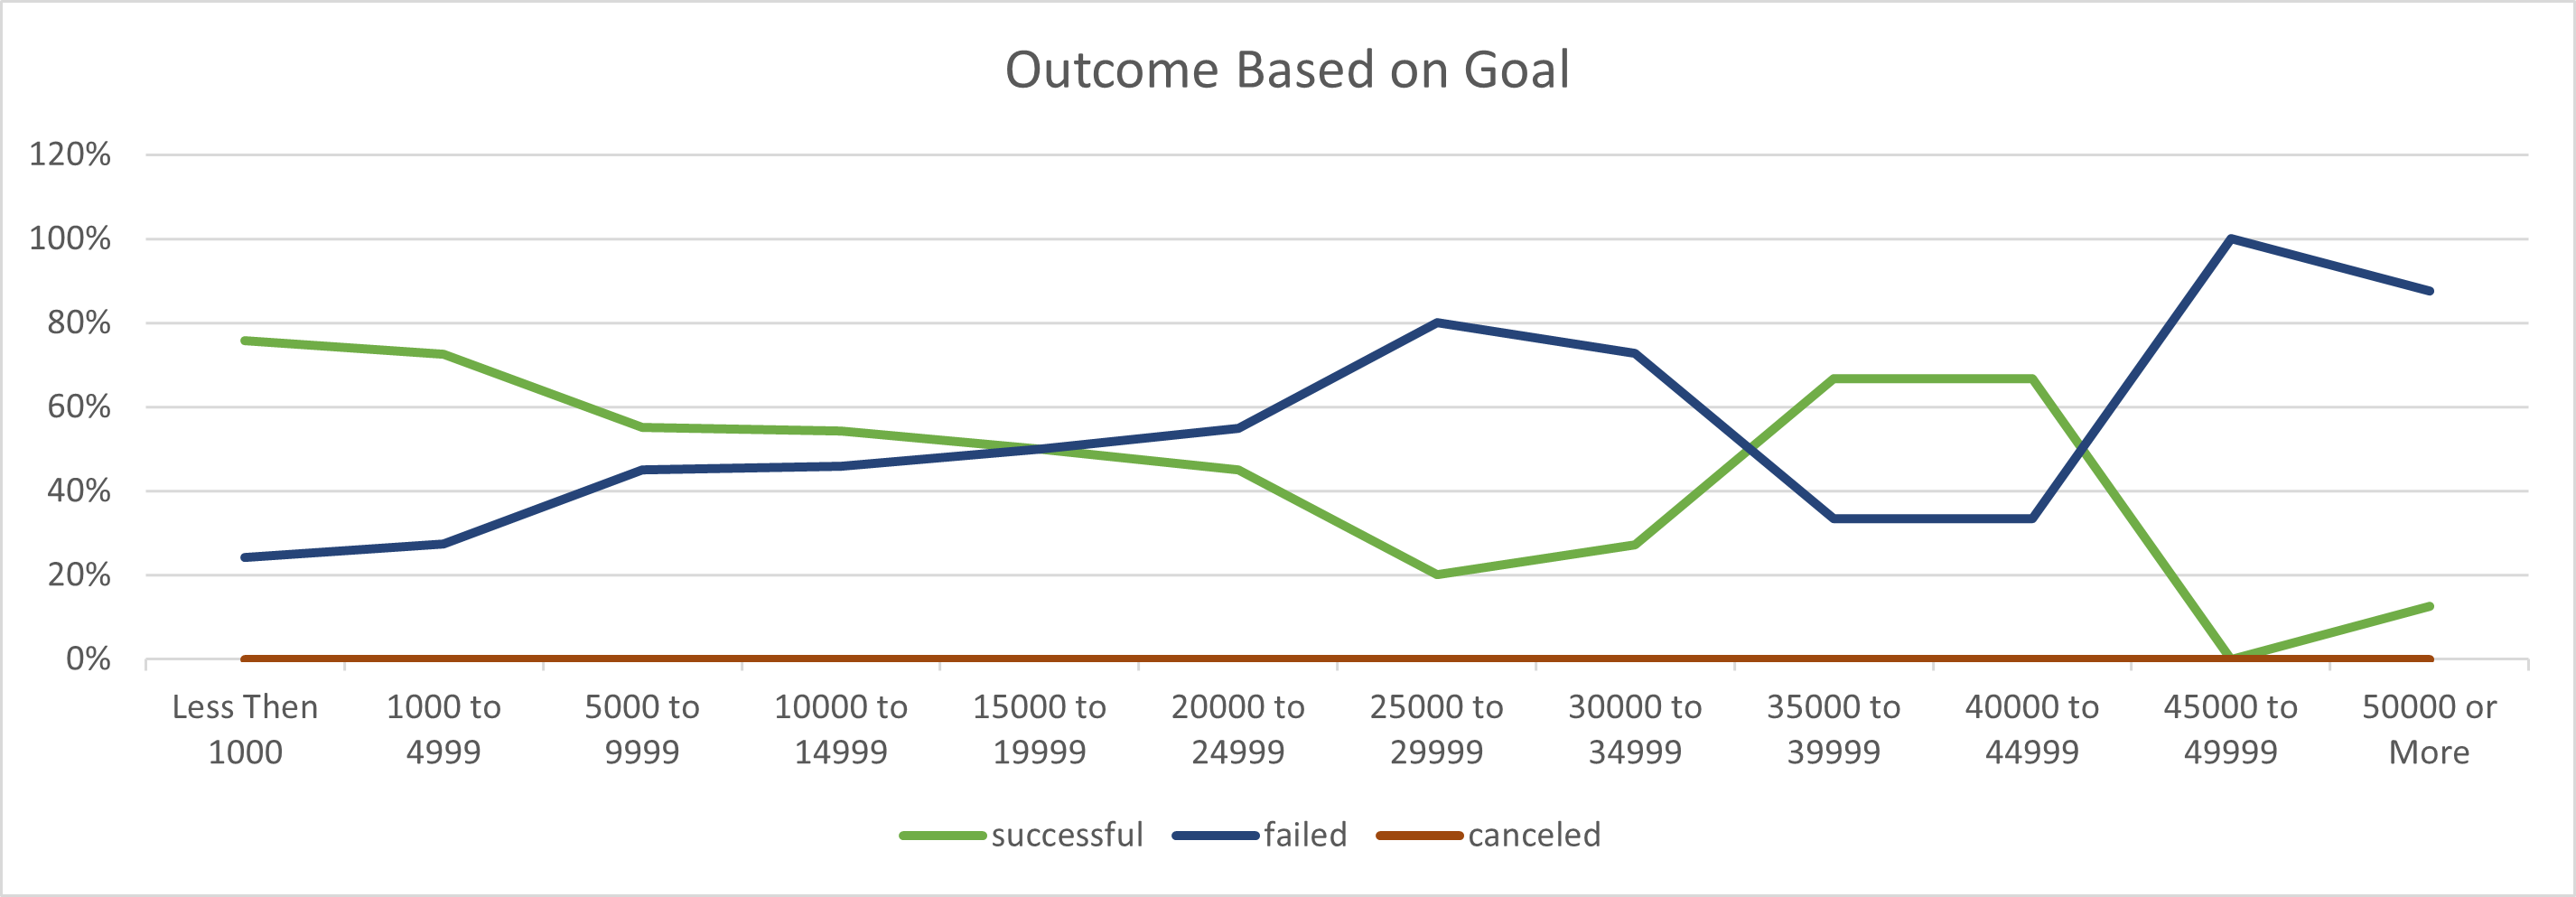 Outcome Based on Goal
120%
100%
80%
60%
40%
20%
0%
Less Then
1000
1000 to
4999
5000 to
9999
10000 to
14999
15000 to
19999
20000 to
24999
25000 to
29999
30000 to
34999
35000 to
39999
40000 to
44999
45000 to
49999
50000 or
More
successful
failed
canceled